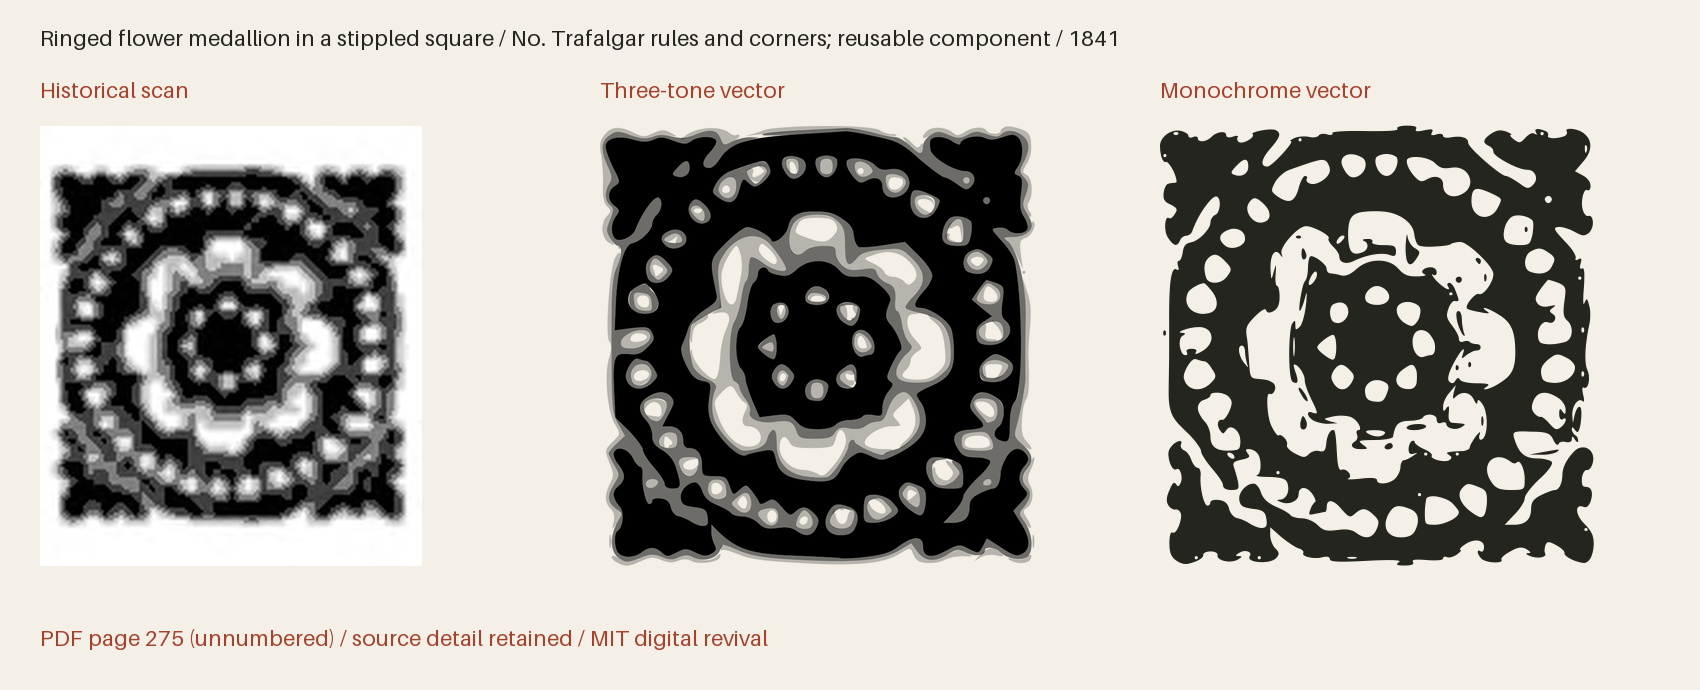 Ringed flower medallion in a stippled square / No. Trafalgar rules and corners; reusable component / 1841
Historical scan
Three-tone vector
Monochrome vector
PDF page 275 (unnumbered) / source detail retained / MIT digital revival